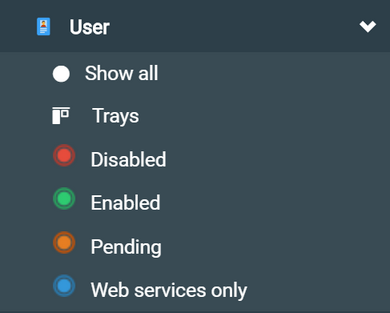 User
Show all
Trays
Disabled
Enabled
Pending
Web services only